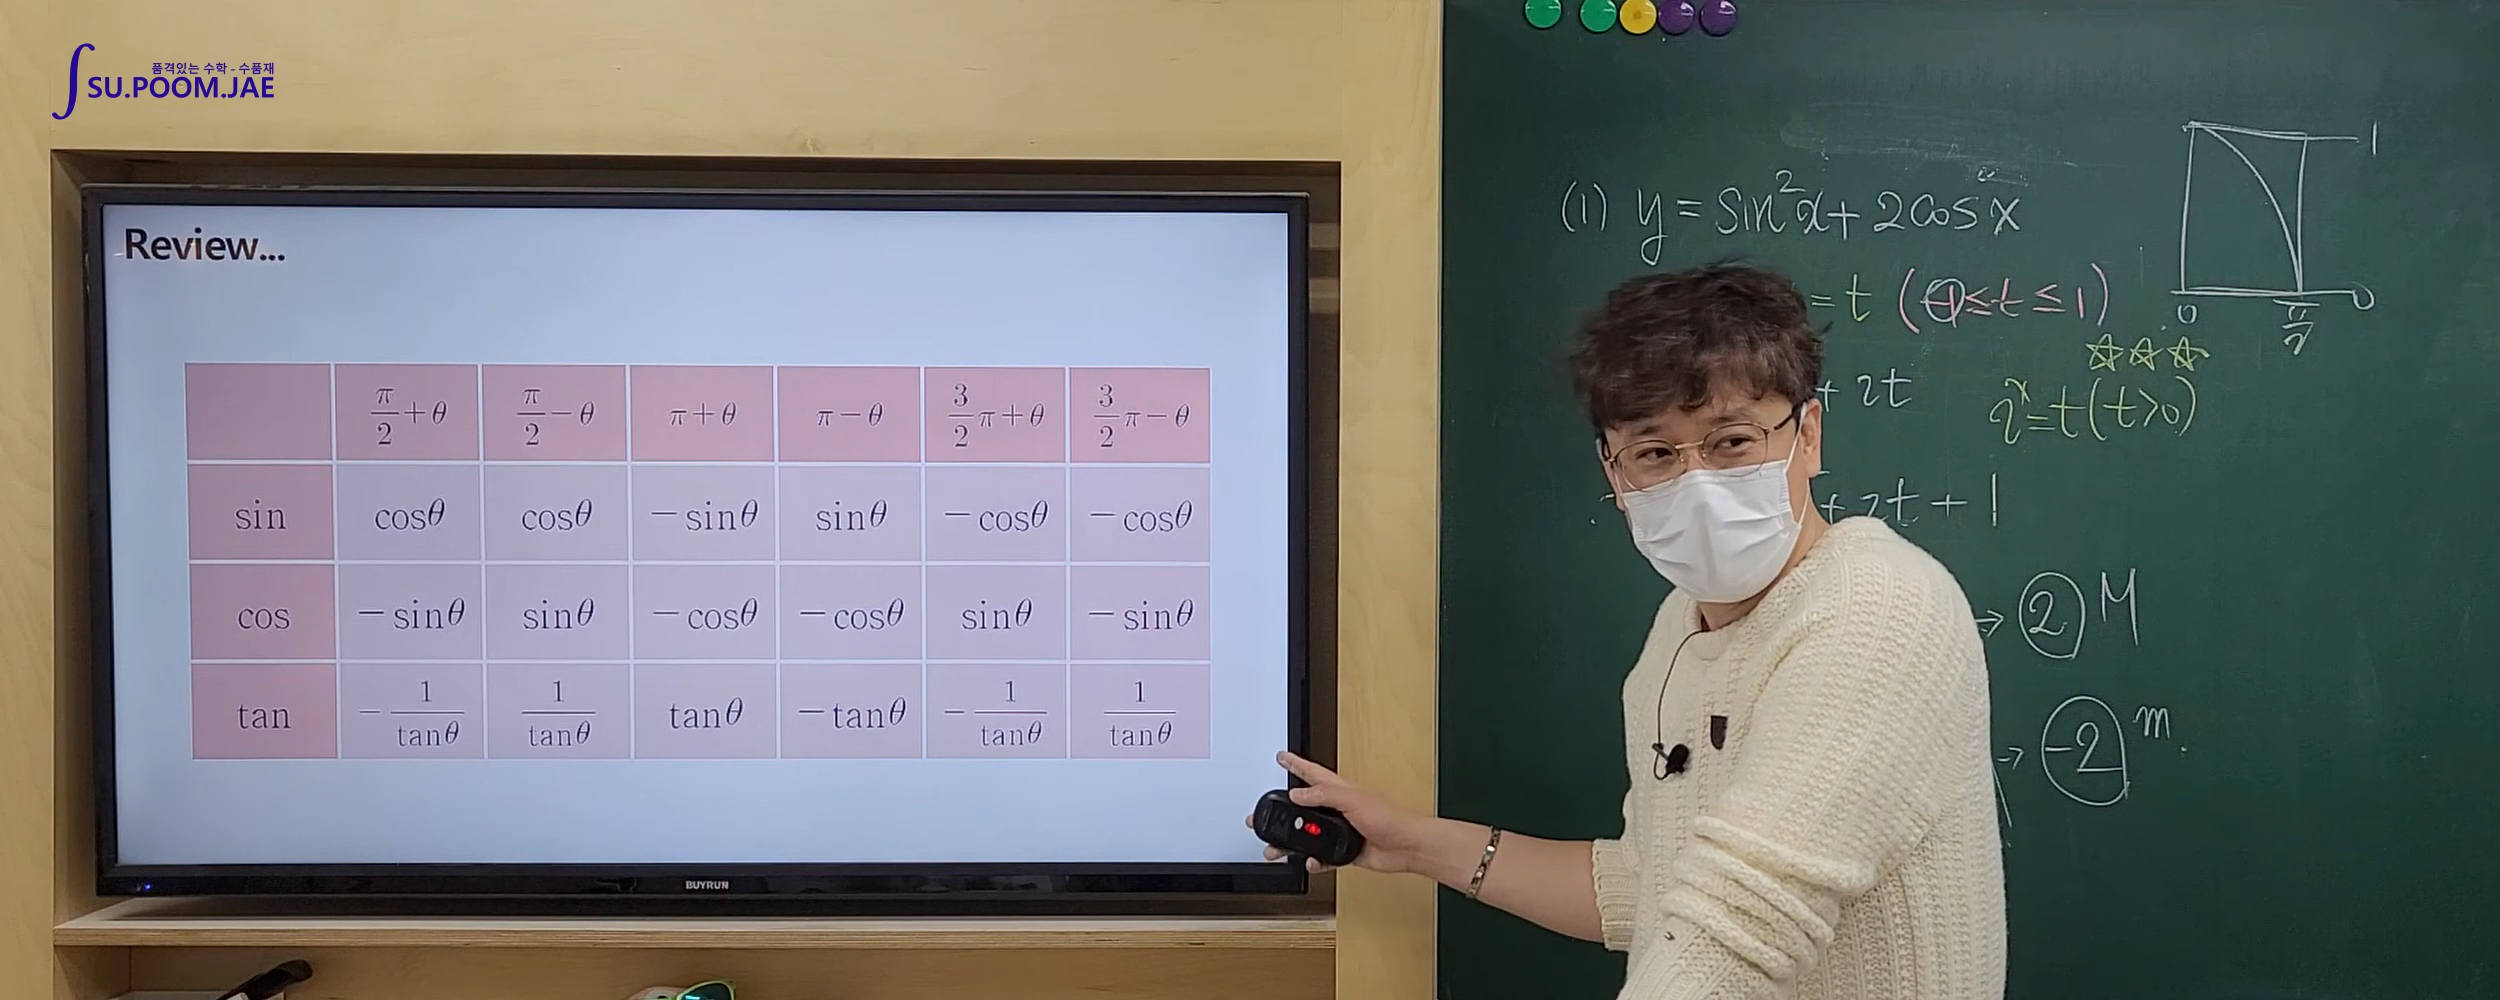 품격있는 수학 - 수품재
SU.POOM.JAE
Review...
π/2+θ π/2−θ π+θ π−θ 3/2π+θ 3/2π−θ
sin cosθ cosθ −sinθ sinθ −cosθ −cosθ
cos −sinθ sinθ −cosθ −cosθ sinθ −sinθ
tan −1/tanθ 1/tanθ tanθ −tanθ −1/tanθ 1/tanθ
BUYRUN
(1) y = sin²x + 2cosx
= t ( ≤ t ≤ 1)
+ 2t
+ 2t + 1
→ 2 M
→ -2 m.
1
0 π/2 0
2ˣ = t (t>0)